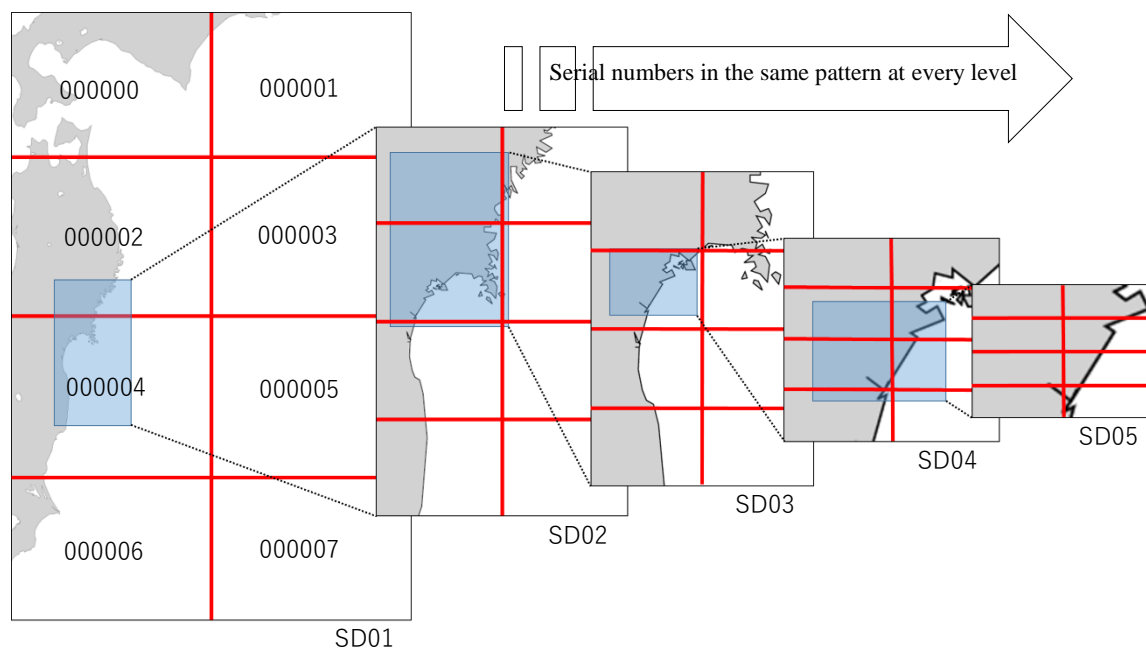 Serial numbers in the same pattern at every level
000000
000001
000002
000003
000004
000005
000006
000007
SD01
SD02
SD03
SD04
SD05